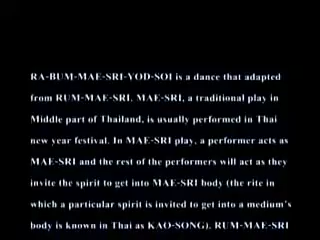 RA-BUM-MAE-SRI-YOD-SOI is a dance that adapted
from RUM-MAE-SRI. MAE-SRI, a traditional play in
Middle part of Thailand, is usually performed in Thai
new year festival. In MAE-SRI play, a performer acts as
MAE-SRI and the rest of the performers will act as they
invite the spirit to get into MAE-SRI body (the rite in
which a particular spirit is invited to get into a medium's
body is known in Thai as KAO-SONG). RUM-MAE-SRI